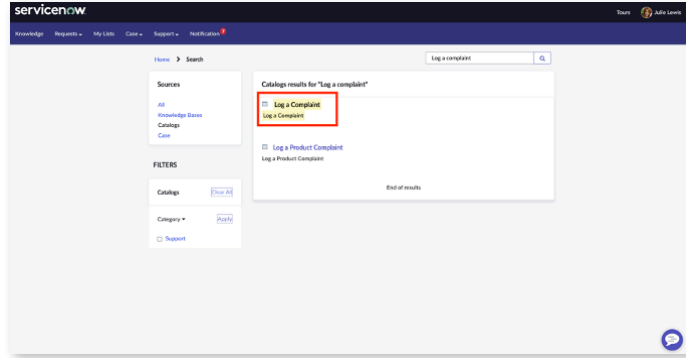 servicenow.
Tours Julie Lewis
Knowledge Requests My Lists Case Support Notification
Home > Search
Log a complaint
Sources
All
Knowledge Bases
Catalogs
Case
FILTERS
Catalogs Clear All
Category Apply
Support
Catalogs results for "Log a complaint"
Log a Complaint
Log a Complaint
Log a Product Complaint
Log a Product Complaint
End of results